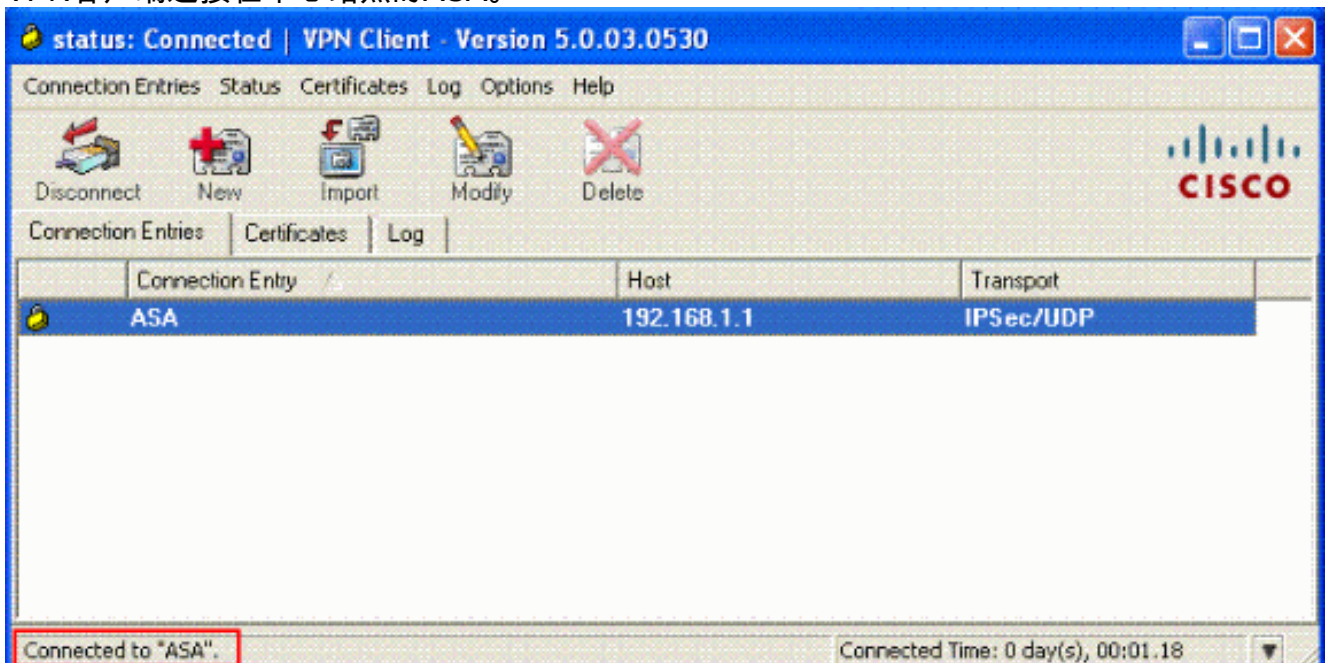 status: Connected | VPN Client - Version 5.0.03.0530
Connection Entries Status Certificates Log Options Help
Disconnect New Import Modify Delete
CISCO
Connection Entries Certificates Log
Connection Entry Host Transport
ASA 192.168.1.1 IPSec/UDP
Connected to "ASA". Connected Time: 0 day(s), 00:01.18